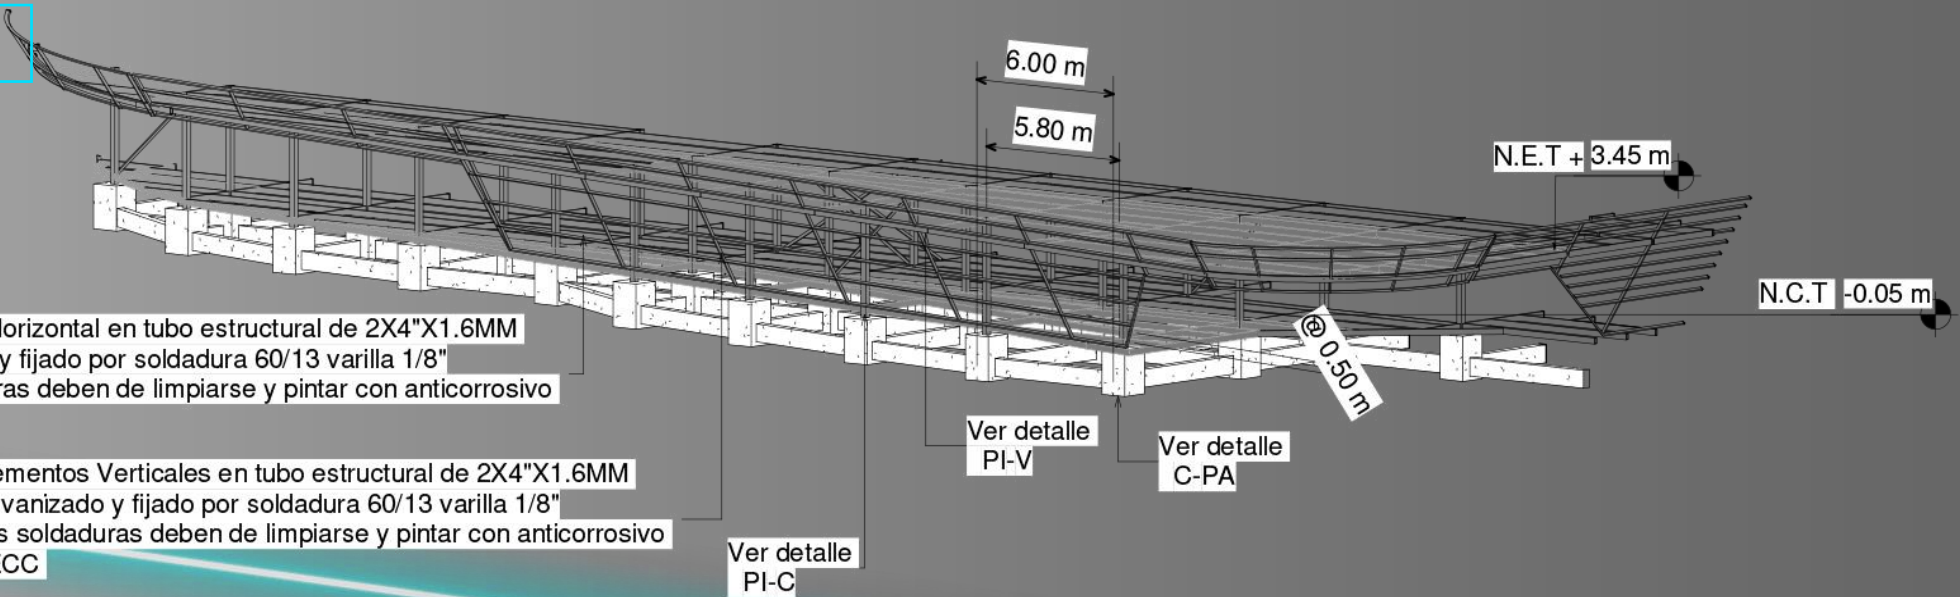 6.00 m
5.80 m
N.E.T + 3.45 m
N.C.T -0.05 m
@ 0.50 m
Horizontal en tubo estructural de 2X4"X1.6MM
y fijado por soldadura 60/13 varilla 1/8"
ras deben de limpiarse y pintar con anticorrosivo
Ver detalle
PI-V
Ver detalle
C-PA
ementos Verticales en tubo estructural de 2X4"X1.6MM
vanizado y fijado por soldadura 60/13 varilla 1/8"
s soldaduras deben de limpiarse y pintar con anticorrosivo
CC
Ver detalle
PI-C